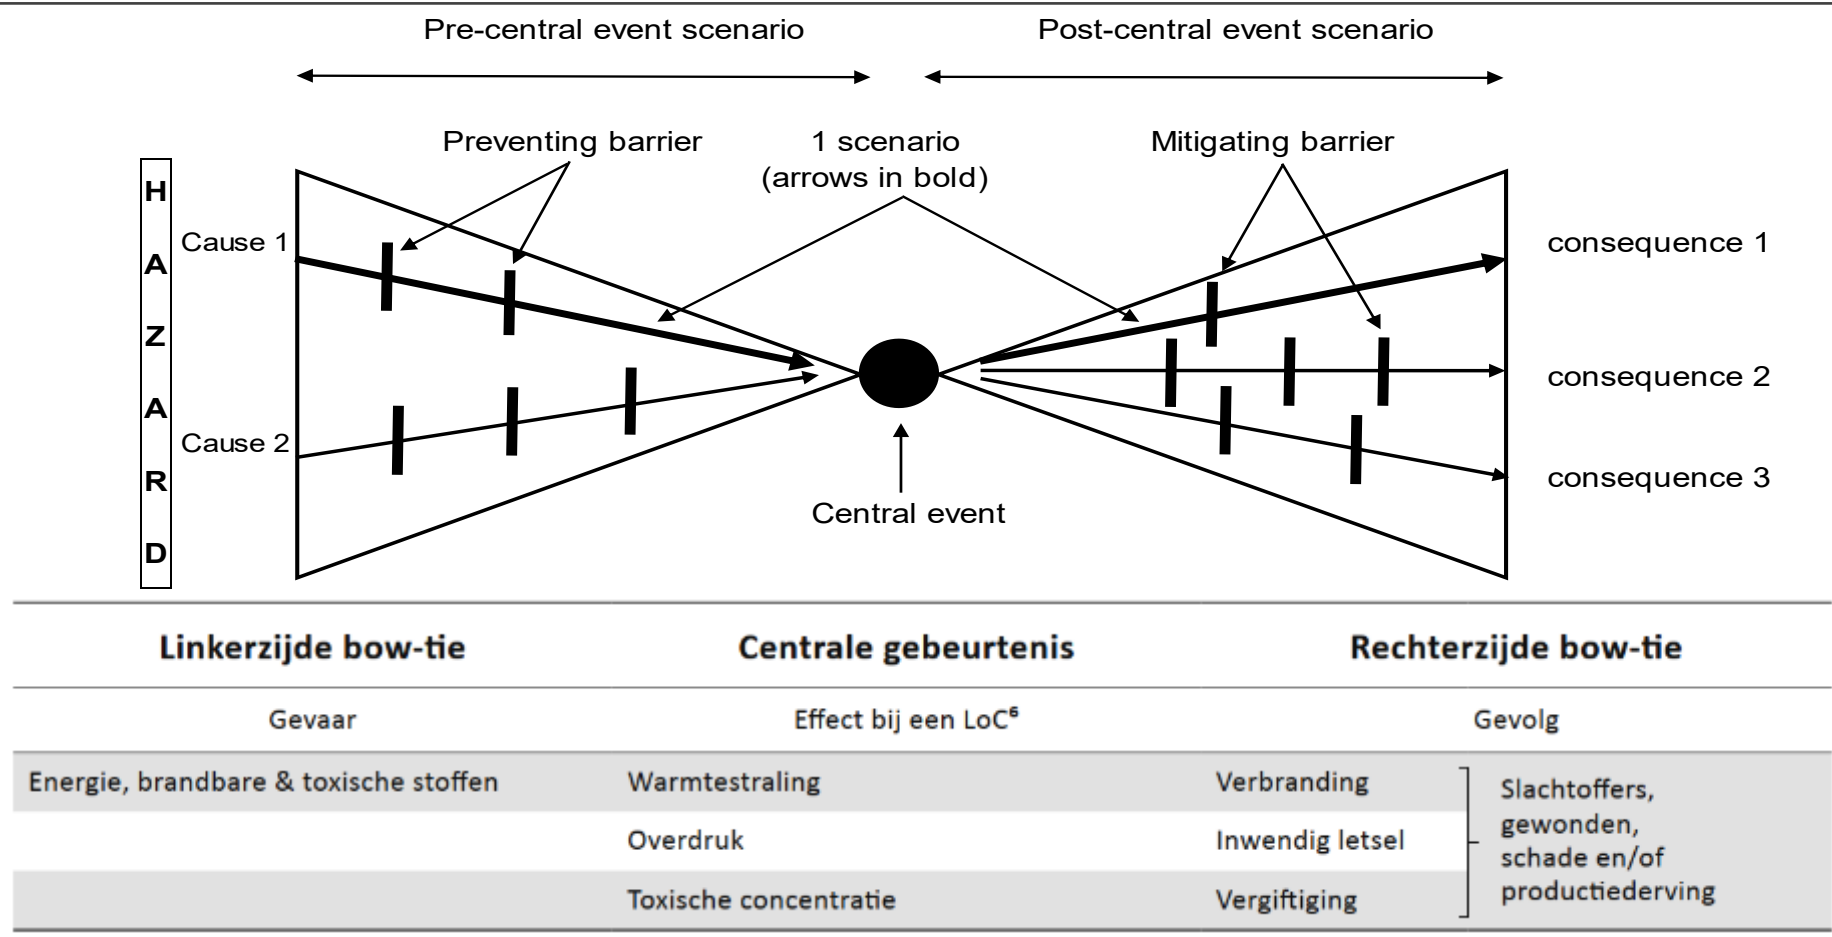 Pre-central event scenario
Post-central event scenario
Preventing barrier
1 scenario
(arrows in bold)
Mitigating barrier
H
A
Z
A
R
D
Cause 1
Cause 2
consequence 1
consequence 2
consequence 3
Central event
Linkerzijde bow-tie Centrale gebeurtenis Rechterzijde bow-tie
Gevaar Effect bij een LoC⁶ Gevolg
Energie, brandbare & toxische stoffen Warmtestraling Verbranding
Overdruk Inwendig letsel
Toxische concentratie Vergiftiging
Slachtoffers,
gewonden,
schade en/of
productiederving